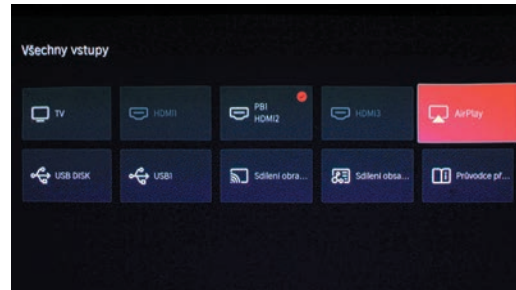 Všechny vstupy
TV
HDMI1
PBI
HDMI2
HDMI3
AirPlay
USB DISK
USB1
Sdílení obra...
Sdílení obsa...
Průvodce př...